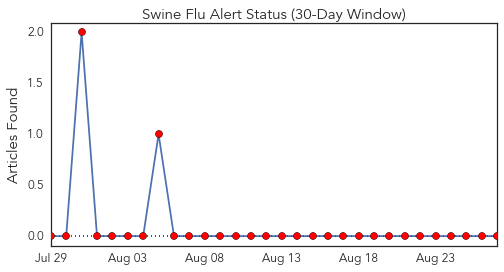 Swine Flu Alert Status (30-Day Window)
Articles Found
2.0
1.5
1.0
0.5
0.0
Jul 29 Aug 03 Aug 08 Aug 13 Aug 18 Aug 23